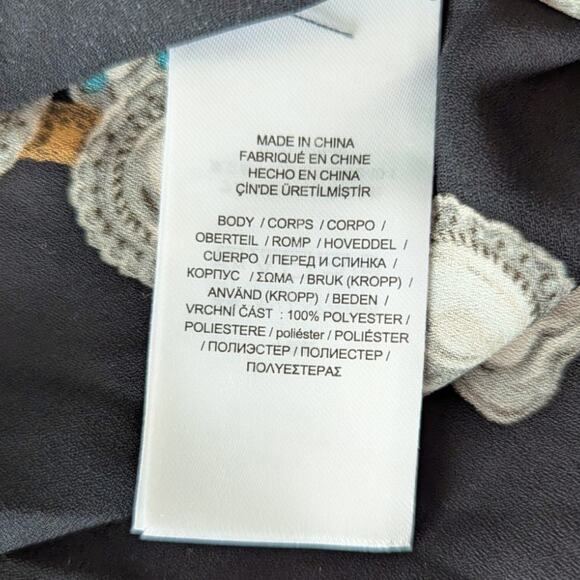 MADE IN CHINA
FABRIQUÉ EN CHINE
HECHO EN CHINA
ÇİN'DE ÜRETİLMİŞTİR
BODY / CORPS / CORPO /
OBERTEIL / ROMP / HOVEDDEL /
CUERPO / ПЕРЕД И СПИНКА /
КОРПУС / ΣΩΜΑ / BRUK (KROPP) /
ANVÄND (KROPP) / BEDEN /
VRCHNÍ ČÁST : 100% POLYESTER /
POLIESTERE / poliéster / POLIÉSTER
/ ПОЛИЭСТЕР / ПОЛИЕСТЕР /
ΠΟΛΥΕΣΤΕΡΑΣ